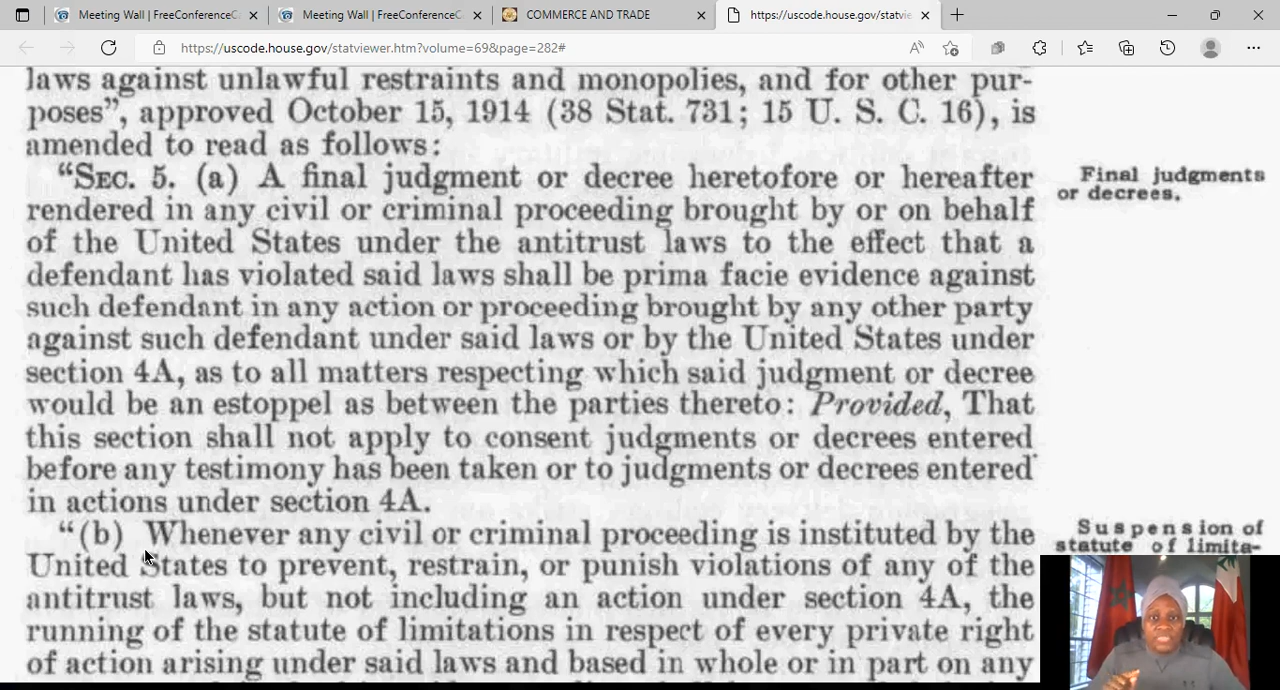 Meeting Wall | FreeConferenceC
Meeting Wall | FreeConferenceC
COMMERCE AND TRADE
https://uscode.house.gov/statvie
https://uscode.house.gov/statviewer.htm?volume=69&page=282#
laws against unlawful restraints and monopolies, and for other pur-
poses”, approved October 15, 1914 (38 Stat. 731; 15 U. S. C. 16), is
amended to read as follows:
“SEC. 5. (a) A final judgment or decree heretofore or hereafter
rendered in any civil or criminal proceeding brought by or on behalf
of the United States under the antitrust laws to the effect that a
defendant has violated said laws shall be prima facie evidence against
such defendant in any action or proceeding brought by any other party
against such defendant under said laws or by the United States under
section 4A, as to all matters respecting which said judgment or decree
would be an estoppel as between the parties thereto: Provided, That
this section shall not apply to consent judgments or decrees entered
before any testimony has been taken or to judgments or decrees entered
in actions under section 4A.
“(b) Whenever any civil or criminal proceeding is instituted by the
United States to prevent, restrain, or punish violations of any of the
antitrust laws, but not including an action under section 4A, the
running of the statute of limitations in respect of every private right
of action arising under said laws and based in whole or in part on any
Final judgments
or decrees.
Suspension of
statute of limita-